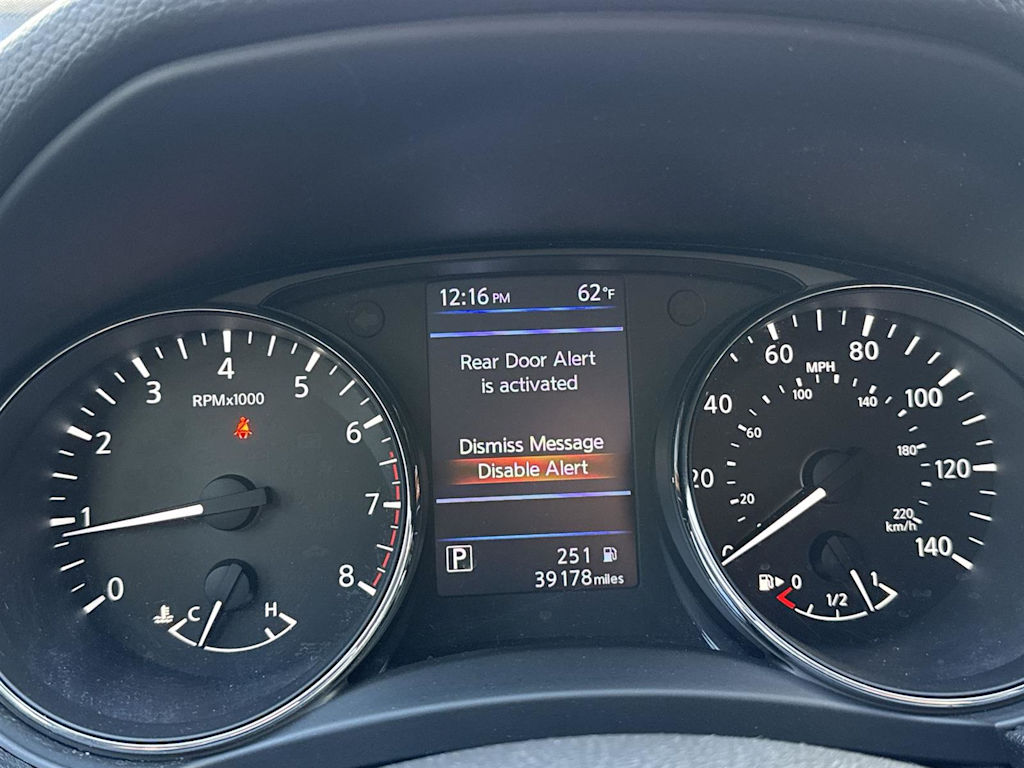 12:16 PM 62°F
Rear Door Alert
is activated
Dismiss Message
Disable Alert
P 251
39178 miles
0
1
2
3
4
5
6
7
8
RPMx1000
C H
20
40
60
80
100
120
140
MPH
20
60
100
140
180
220
km/h
0 1/2 1